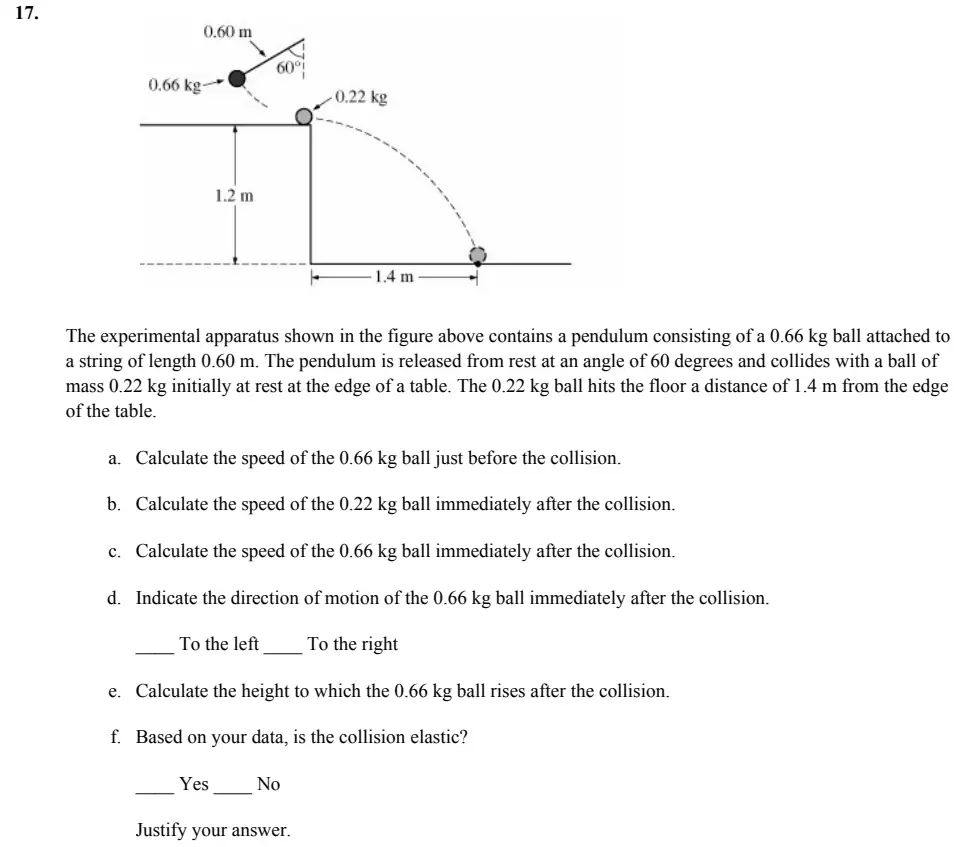 17.
0.60 m
60°
0.66 kg
0.22 kg
1.2 m
1.4 m
The experimental apparatus shown in the figure above contains a pendulum consisting of a 0.66 kg ball attached to
a string of length 0.60 m. The pendulum is released from rest at an angle of 60 degrees and collides with a ball of
mass 0.22 kg initially at rest at the edge of a table. The 0.22 kg ball hits the floor a distance of 1.4 m from the edge
of the table.
a. Calculate the speed of the 0.66 kg ball just before the collision.
b. Calculate the speed of the 0.22 kg ball immediately after the collision.
c. Calculate the speed of the 0.66 kg ball immediately after the collision.
d. Indicate the direction of motion of the 0.66 kg ball immediately after the collision.
____ To the left ____ To the right
e. Calculate the height to which the 0.66 kg ball rises after the collision.
f. Based on your data, is the collision elastic?
____ Yes ____ No
Justify your answer.